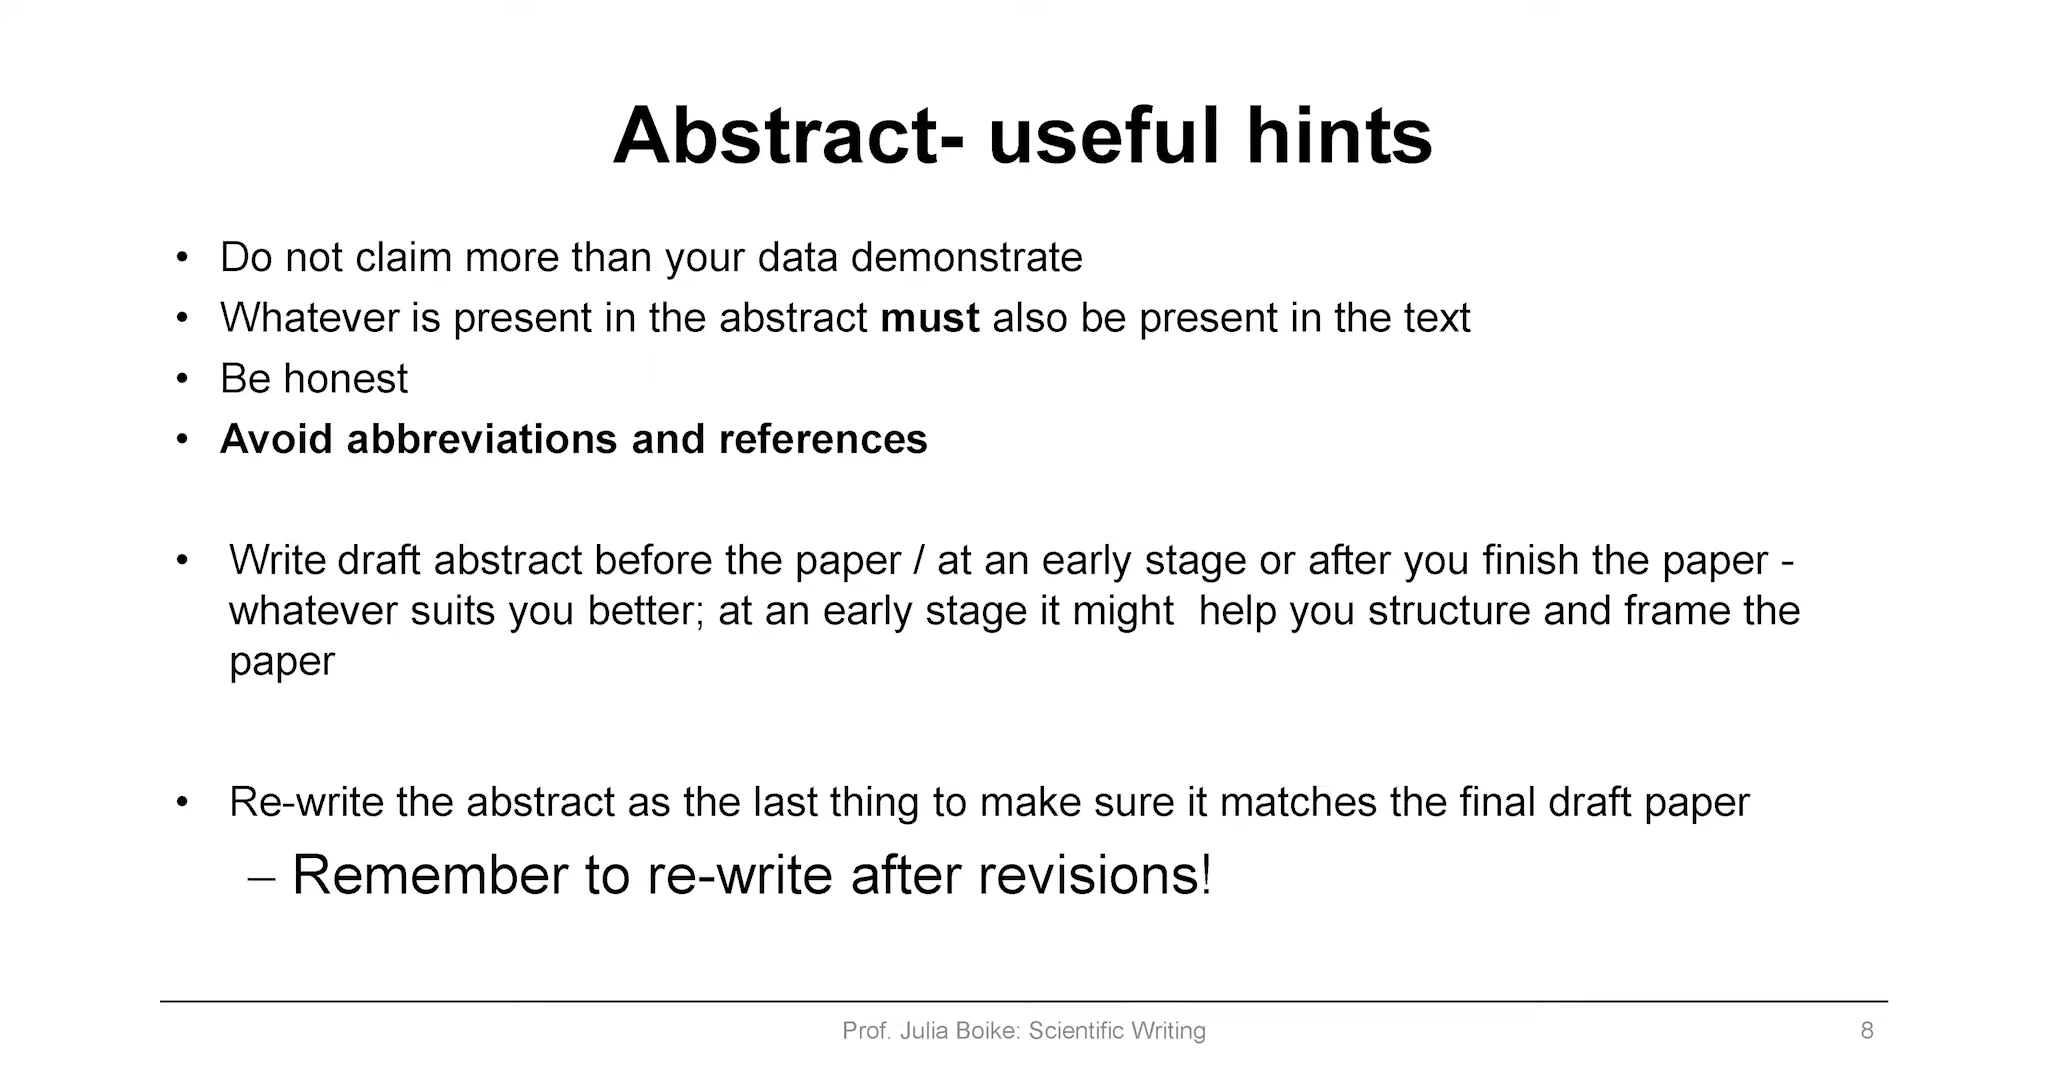 Abstract- useful hints
• Do not claim more than your data demonstrate
• Whatever is present in the abstract must also be present in the text
• Be honest
• Avoid abbreviations and references
• Write draft abstract before the paper / at an early stage or after you finish the paper -
whatever suits you better; at an early stage it might  help you structure and frame the
paper
• Re-write the abstract as the last thing to make sure it matches the final draft paper
– Remember to re-write after revisions!
Prof. Julia Boike: Scientific Writing
8